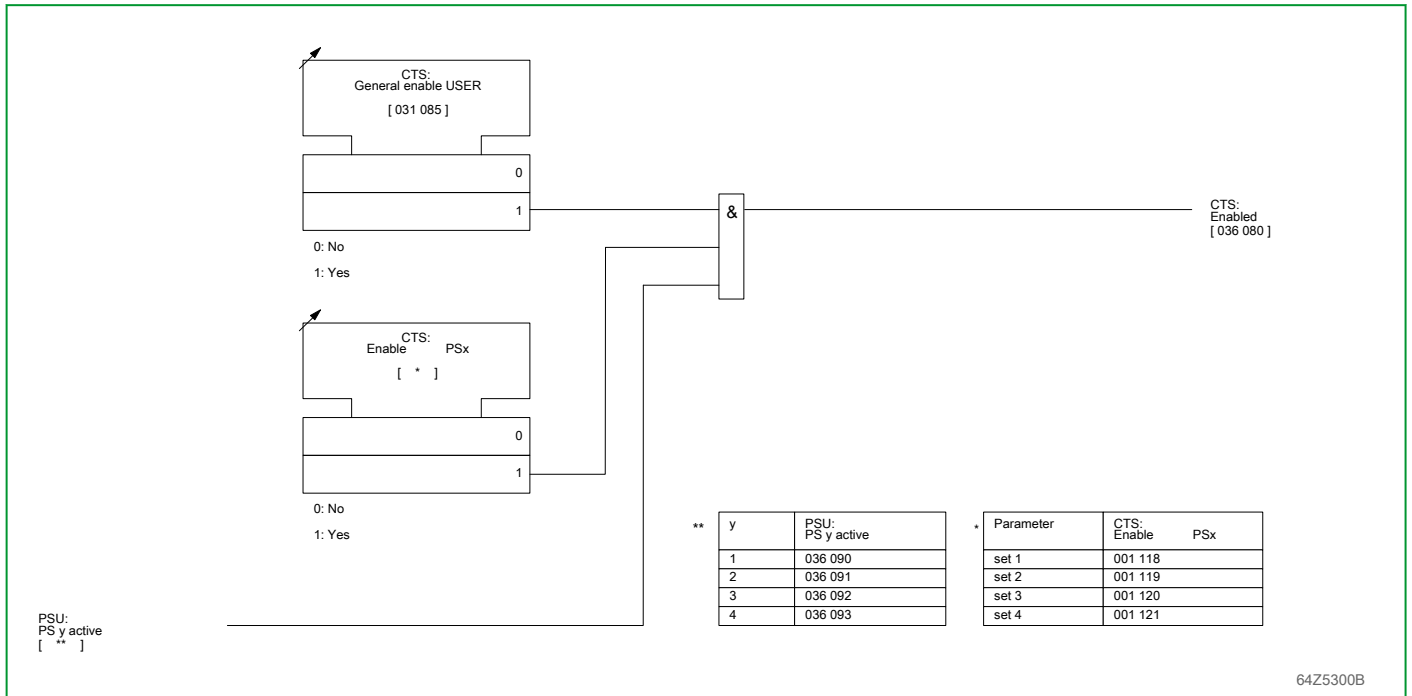 CTS:
General enable USER
[ 031 085 ]
0
1
0: No
1: Yes
&
CTS:
Enabled
[ 036 080 ]
CTS:
Enable PSx
[ * ]
0
1
0: No
1: Yes
PSU:
PS y active
[ ** ]
** y PSU:
PS y active
1 036 090
2 036 091
3 036 092
4 036 093
* Parameter CTS:
Enable PSx
set 1 001 118
set 2 001 119
set 3 001 120
set 4 001 121
64Z5300B